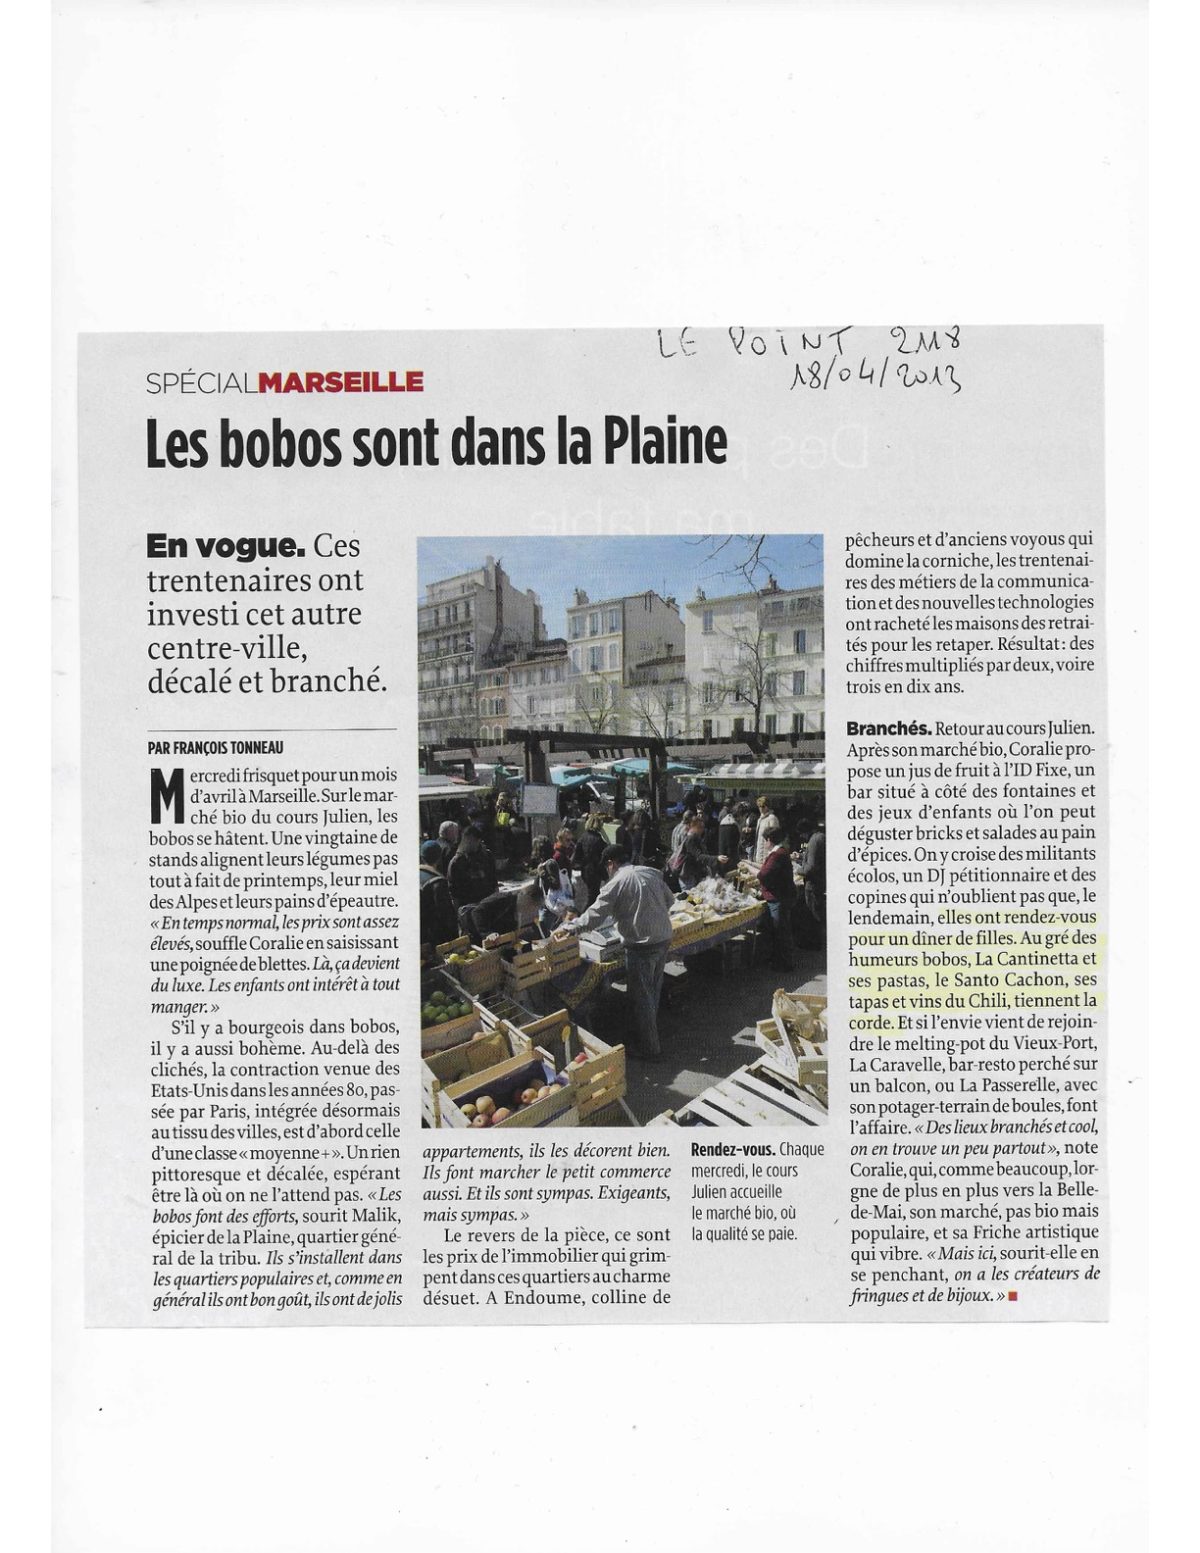 LE POINT 2118
18/04/2013
SPÉCIALMARSEILLE
Les bobos sont dans la Plaine
En vogue. Ces
trentenaires ont
investi cet autre
centre-ville,
décalé et branché.
PAR FRANÇOIS TONNEAU
Mercredi frisquet pour un mois
d'avril à Marseille. Sur le mar-
ché bio du cours Julien, les
bobos se hâtent. Une vingtaine de
stands alignent leurs légumes pas
tout à fait de printemps, leur miel
des Alpes et leurs pains d'épeautre.
« En temps normal, les prix sont assez
élevés, souffle Coralie en saisissant
une poignée de blettes. Là, ça devient
du luxe. Les enfants ont intérêt à tout
manger. »
S'il y a bourgeois dans bobos,
il y a aussi bohème. Au-delà des
clichés, la contraction venue des
Etats-Unis dans les années 80, pas-
sée par Paris, intégrée désormais
au tissu des villes, est d'abord celle
d'une classe « moyenne+ ». Un rien
pittoresque et décalée, espérant
être là où on ne l'attend pas. « Les
bobos font des efforts, sourit Malik,
épicier de la Plaine, quartier géné-
ral de la tribu. Ils s'installent dans
les quartiers populaires et, comme en
général ils ont bon goût, ils ont de jolis
appartements, ils les décorent bien.
Ils font marcher le petit commerce
aussi. Et ils sont sympas. Exigeants,
mais sympas. »
Le revers de la pièce, ce sont
les prix de l'immobilier qui grim-
pent dans ces quartiers au charme
désuet. A Endoume, colline de
Rendez-vous. Chaque
mercredi, le cours
Julien accueille
le marché bio, où
la qualité se paie.
pêcheurs et d'anciens voyous qui
domine la corniche, les trentenai-
res des métiers de la communica-
tion et des nouvelles technologies
ont racheté les maisons des retrai-
tés pour les retaper. Résultat : des
chiffres multipliés par deux, voire
trois en dix ans.
Branchés. Retour au cours Julien.
Après son marché bio, Coralie pro-
pose un jus de fruit à l'ID Fixe, un
bar situé à côté des fontaines et
des jeux d'enfants où l'on peut
déguster bricks et salades au pain
d'épices. On y croise des militants
écolos, un DJ pétitionnaire et des
copines qui n'oublient pas que, le
lendemain, elles ont rendez-vous
pour un dîner de filles. Au gré des
humeurs bobos, La Cantinetta et
ses pastas, le Santo Cachon, ses
tapas et vins du Chili, tiennent la
corde. Et si l'envie vient de rejoin-
dre le melting-pot du Vieux-Port,
La Caravelle, bar-resto perché sur
un balcon, ou La Passerelle, avec
son potager-terrain de boules, font
l'affaire. « Des lieux branchés et cool,
on en trouve un peu partout », note
Coralie, qui, comme beaucoup, lor-
gne de plus en plus vers la Belle-
de-Mai, son marché, pas bio mais
populaire, et sa Friche artistique
qui vibre. « Mais ici, sourit-elle en
se penchant, on a les créateurs de
fringues et de bijoux. »